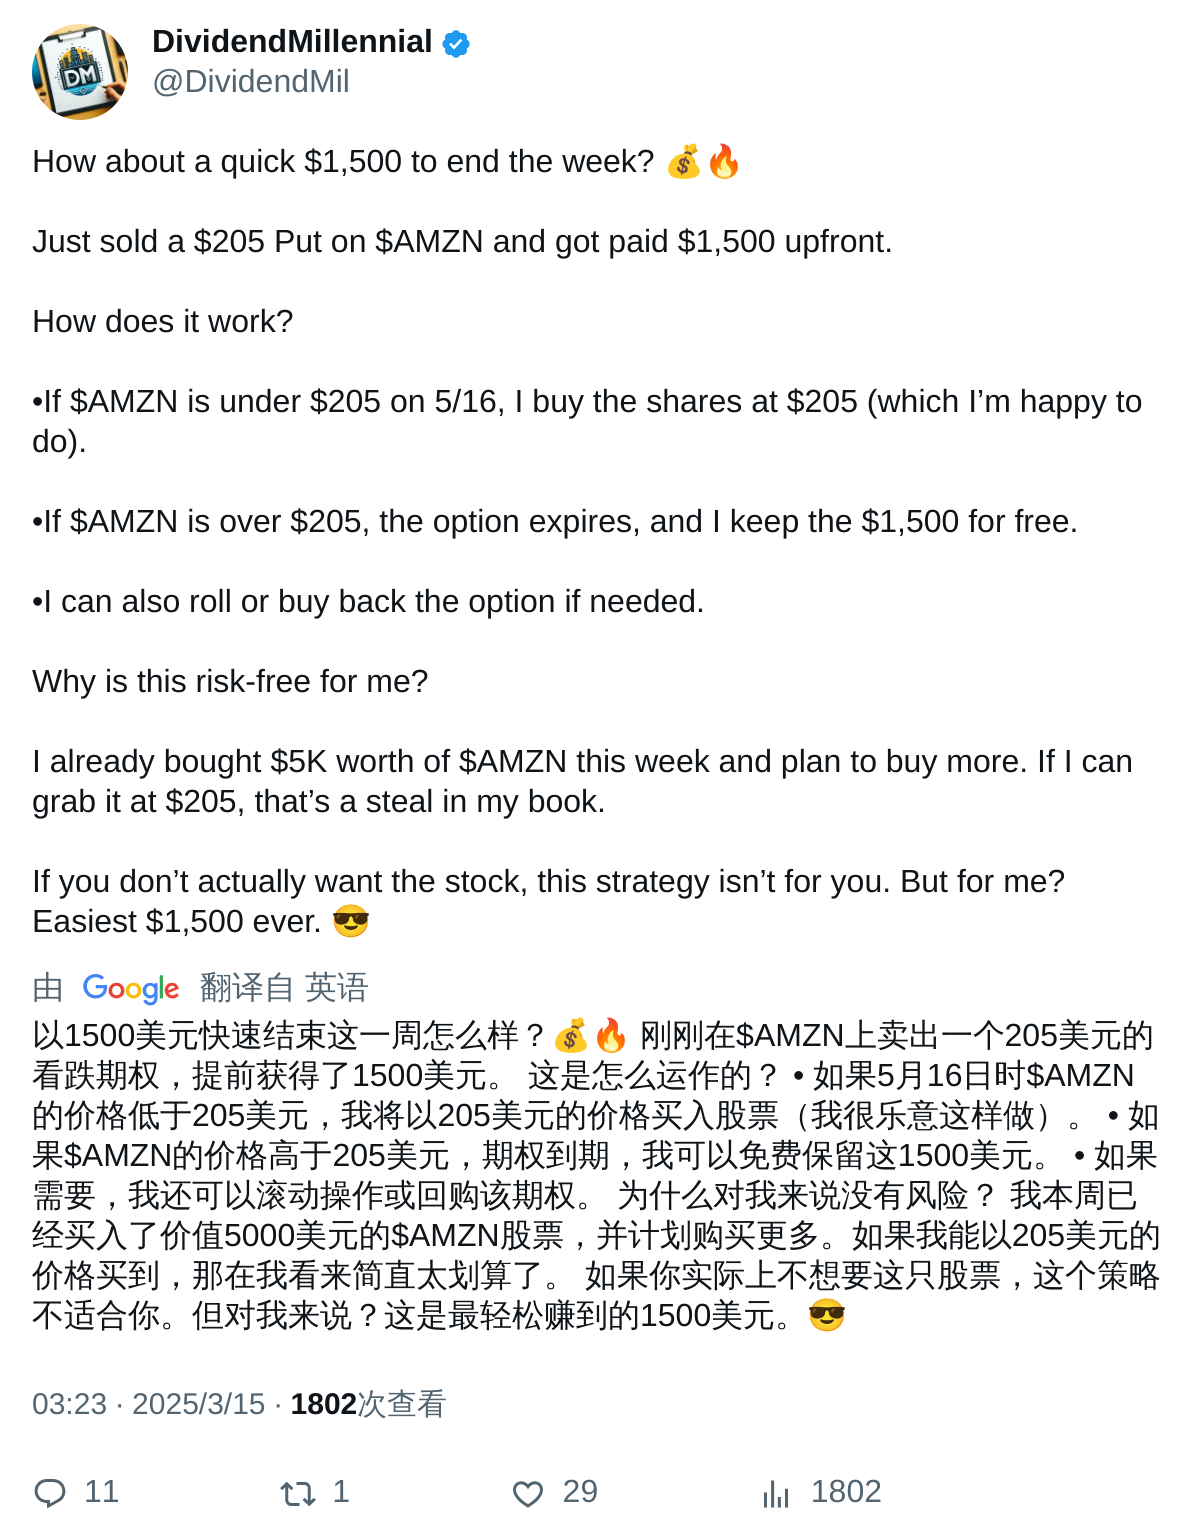 DividendMillennial
@DividendMil
DM
How about a quick $1,500 to end the week? 💰🔥
Just sold a $205 Put on $AMZN and got paid $1,500 upfront.
How does it work?
•If $AMZN is under $205 on 5/16, I buy the shares at $205 (which I’m happy to
do).
•If $AMZN is over $205, the option expires, and I keep the $1,500 for free.
•I can also roll or buy back the option if needed.
Why is this risk-free for me?
I already bought $5K worth of $AMZN this week and plan to buy more. If I can
grab it at $205, that’s a steal in my book.
If you don’t actually want the stock, this strategy isn’t for you. But for me?
Easiest $1,500 ever. 😎
由 Google 翻译自 英语
以1500美元快速结束这一周怎么样？💰🔥 刚刚在$AMZN上卖出一个205美元的
看跌期权，提前获得了1500美元。 这是怎么运作的？ • 如果5月16日时$AMZN
的价格低于205美元，我将以205美元的价格买入股票（我很乐意这样做）。 • 如
果$AMZN的价格高于205美元，期权到期，我可以免费保留这1500美元。 • 如果
需要，我还可以滚动操作或回购该期权。 为什么对我来说没有风险？ 我本周已
经买入了价值5000美元的$AMZN股票，并计划购买更多。如果我能以205美元的
价格买到，那在我看来简直太划算了。 如果你实际上不想要这只股票，这个策略
不适合你。但对我来说？这是最轻松赚到的1500美元。😎
03:23 · 2025/3/15 · 1802次查看
11 1 29 1802